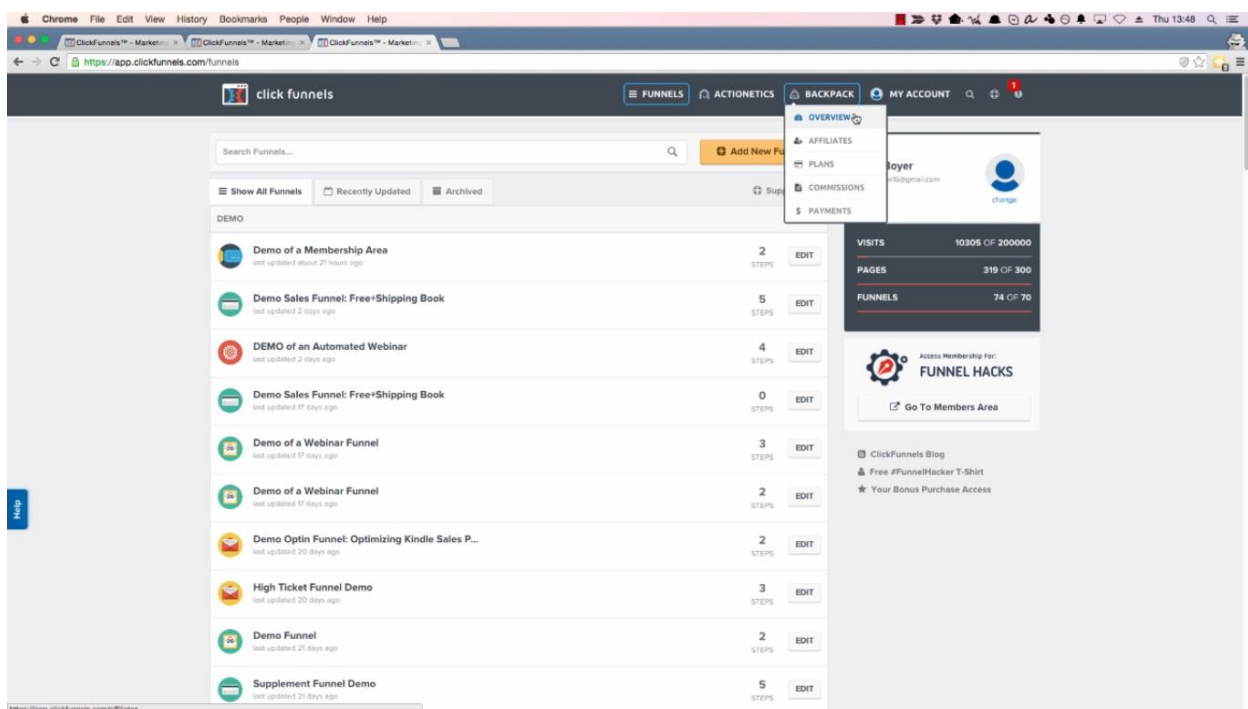 Chrome File Edit View History Bookmarks People Window Help
Thu 13:48
ClickFunnels™ - Marketing ClickFunnels™ - Marketing ClickFunnels™ - Marketing
https://app.clickfunnels.com/funnels
click funnels
FUNNELS ACTIONETICS BACKPACK MY ACCOUNT 1
OVERVIEW
AFFILIATES
PLANS
COMMISSIONS
PAYMENTS
Search Funnels...
Add New Fu
Show All Funnels Recently Updated Archived Sup
DEMO
Demo of a Membership Area
last updated about 21 hours ago
2 STEPS EDIT
Demo Sales Funnel: Free+Shipping Book
last updated 2 days ago
5 STEPS EDIT
DEMO of an Automated Webinar
last updated 2 days ago
4 STEPS EDIT
Demo Sales Funnel: Free+Shipping Book
last updated 17 days ago
0 STEPS EDIT
Demo of a Webinar Funnel
last updated 17 days ago
3 STEPS EDIT
Demo of a Webinar Funnel
last updated 17 days ago
2 STEPS EDIT
Demo Optin Funnel: Optimizing Kindle Sales P...
last updated 20 days ago
2 STEPS EDIT
High Ticket Funnel Demo
last updated 20 days ago
3 STEPS EDIT
Demo Funnel
last updated 21 days ago
2 STEPS EDIT
Supplement Funnel Demo
last updated 21 days ago
5 STEPS EDIT
change
VISITS 10305 OF 200000
PAGES 319 OF 300
FUNNELS 74 OF 70
Access Membership For:
FUNNEL HACKS
Go To Members Area
ClickFunnels Blog
Free #FunnelHacker T-Shirt
Your Bonus Purchase Access
Help